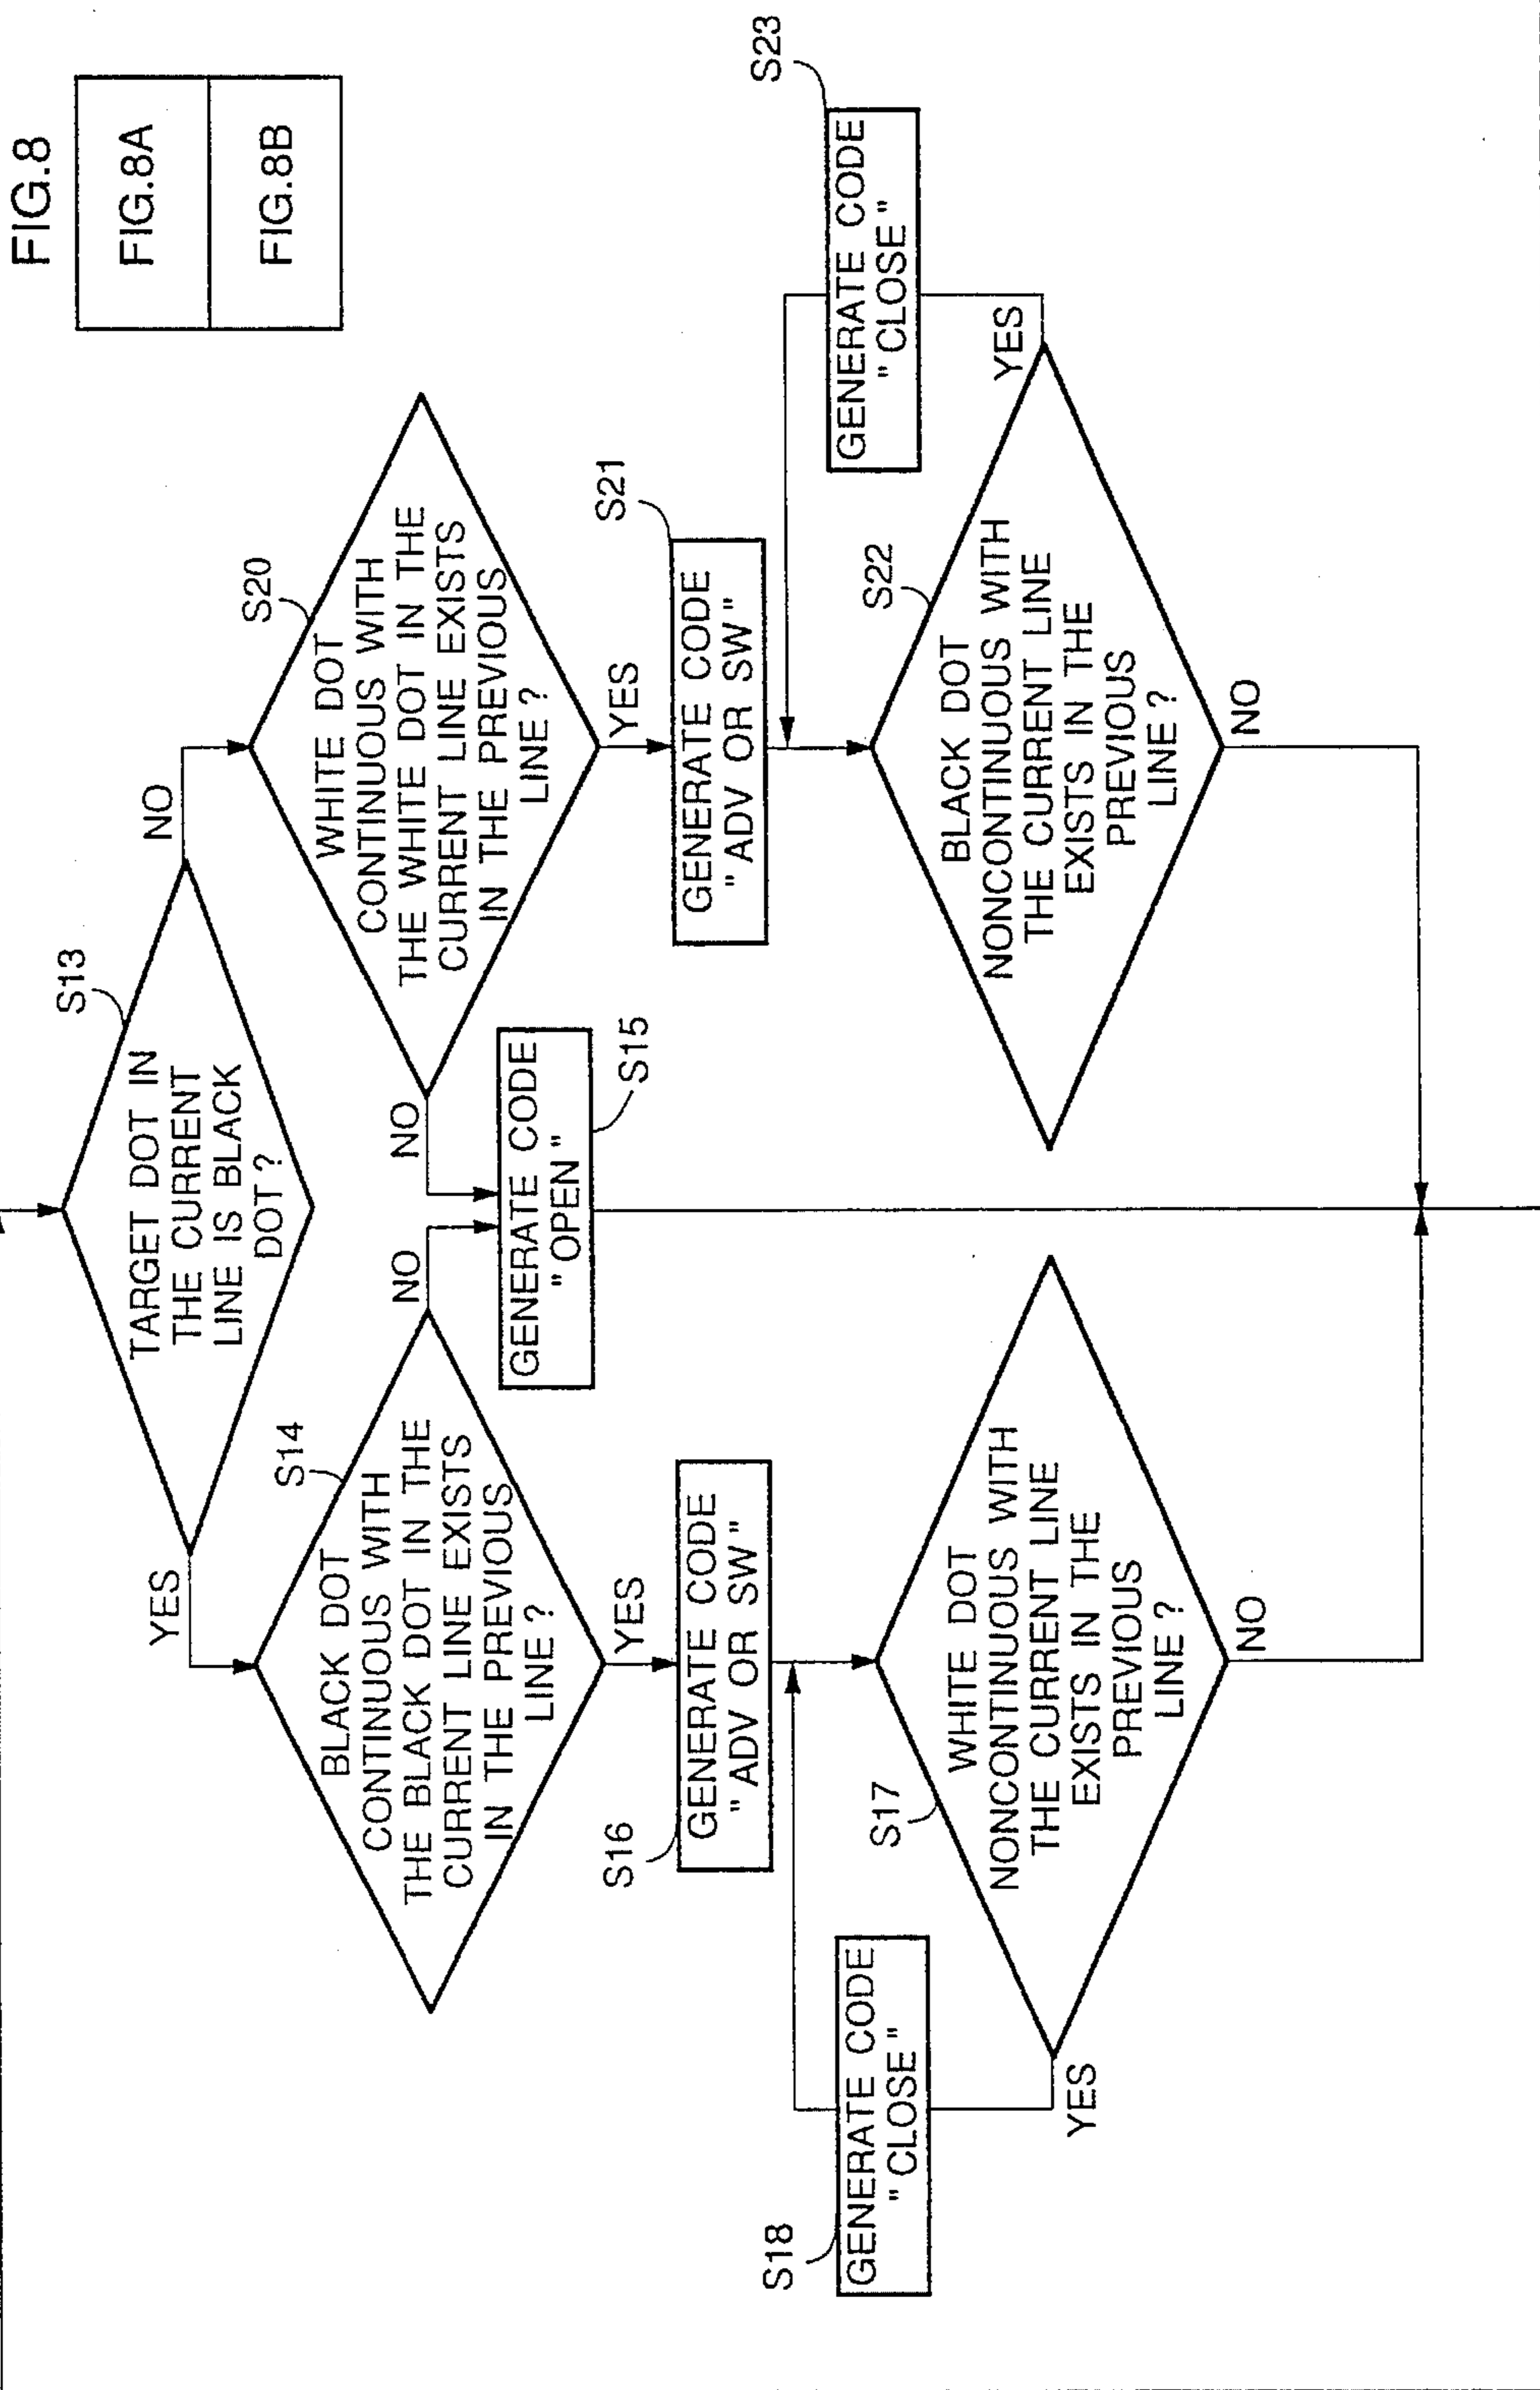 FIG.8
FIG.8A
FIG.8B
S13
TARGET DOT IN
THE CURRENT
LINE IS BLACK
DOT ?
YES
NO
S14
BLACK DOT
CONTINUOUS WITH
THE BLACK DOT IN THE
CURRENT LINE EXISTS
IN THE PREVIOUS
LINE ?
NO
YES
S20
WHITE DOT
CONTINUOUS WITH
THE WHITE DOT IN THE
CURRENT LINE EXISTS
IN THE PREVIOUS
LINE ?
NO
YES
GENERATE CODE
"OPEN"
S15
S16
GENERATE CODE
"ADV OR SW"
S21
GENERATE CODE
"ADV OR SW"
S18
GENERATE CODE
"CLOSE"
S17
WHITE DOT
NONCONTINUOUS WITH
THE CURRENT LINE
EXISTS IN THE
PREVIOUS
LINE ?
YES
NO
S22
BLACK DOT
NONCONTINUOUS WITH
THE CURRENT LINE
EXISTS IN THE
PREVIOUS
LINE ?
YES
NO
S23
GENERATE CODE
"CLOSE"